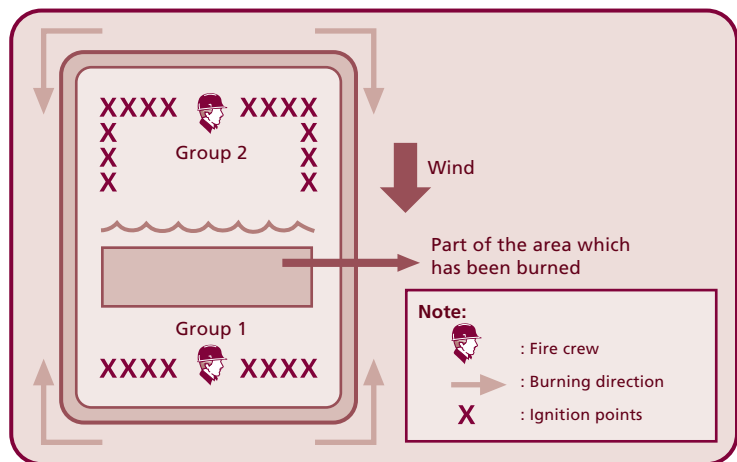 XXXX XXXX
X X
X X
X X
Group 2
Wind
Part of the area which
has been burned
Group 1
XXXX XXXX
Note:
: Fire crew
: Burning direction
X : Ignition points